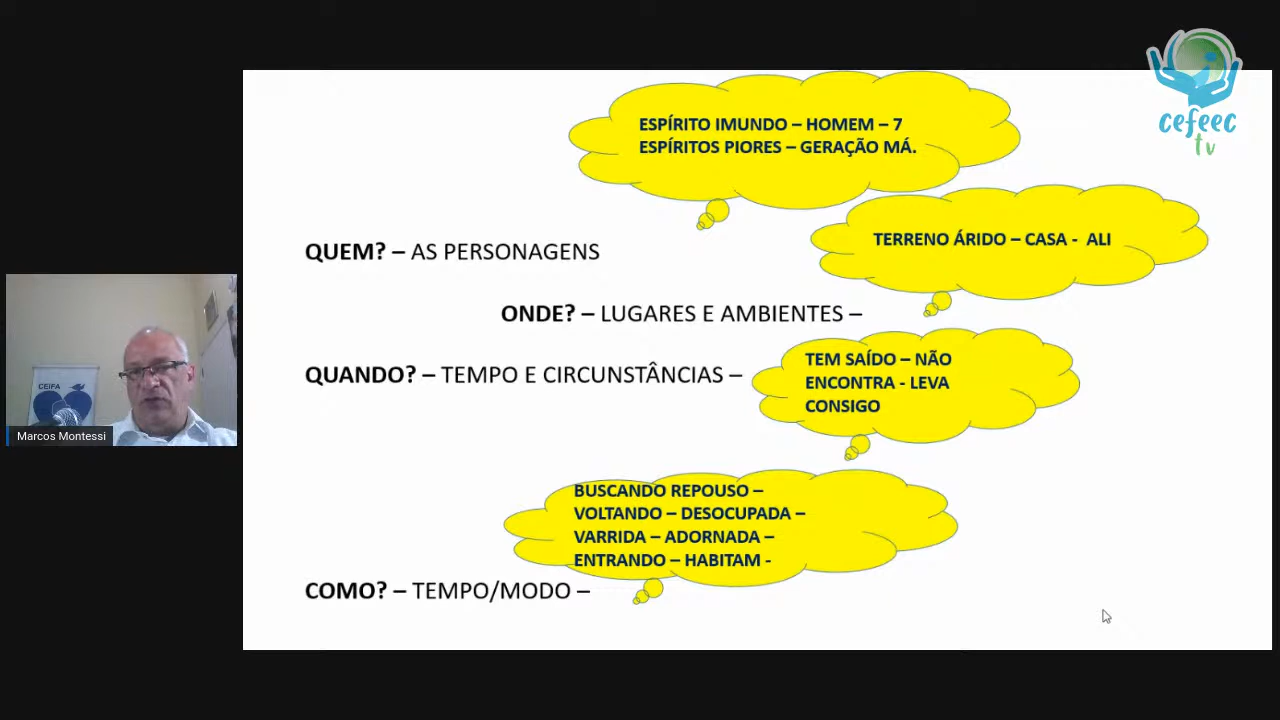 cefeec
tv
ESPÍRITO IMUNDO – HOMEM – 7
ESPÍRITOS PIORES – GERAÇÃO MÁ.
TERRENO ÁRIDO – CASA - ALI
QUEM? – AS PERSONAGENS
ONDE? – LUGARES E AMBIENTES –
TEM SAÍDO – NÃO
ENCONTRA - LEVA
CONSIGO
QUANDO? – TEMPO E CIRCUNSTÂNCIAS –
CEIFA
Marcos Montessi
BUSCANDO REPOUSO –
VOLTANDO – DESOCUPADA –
VARRIDA – ADORNADA –
ENTRANDO – HABITAM -
COMO? – TEMPO/MODO –